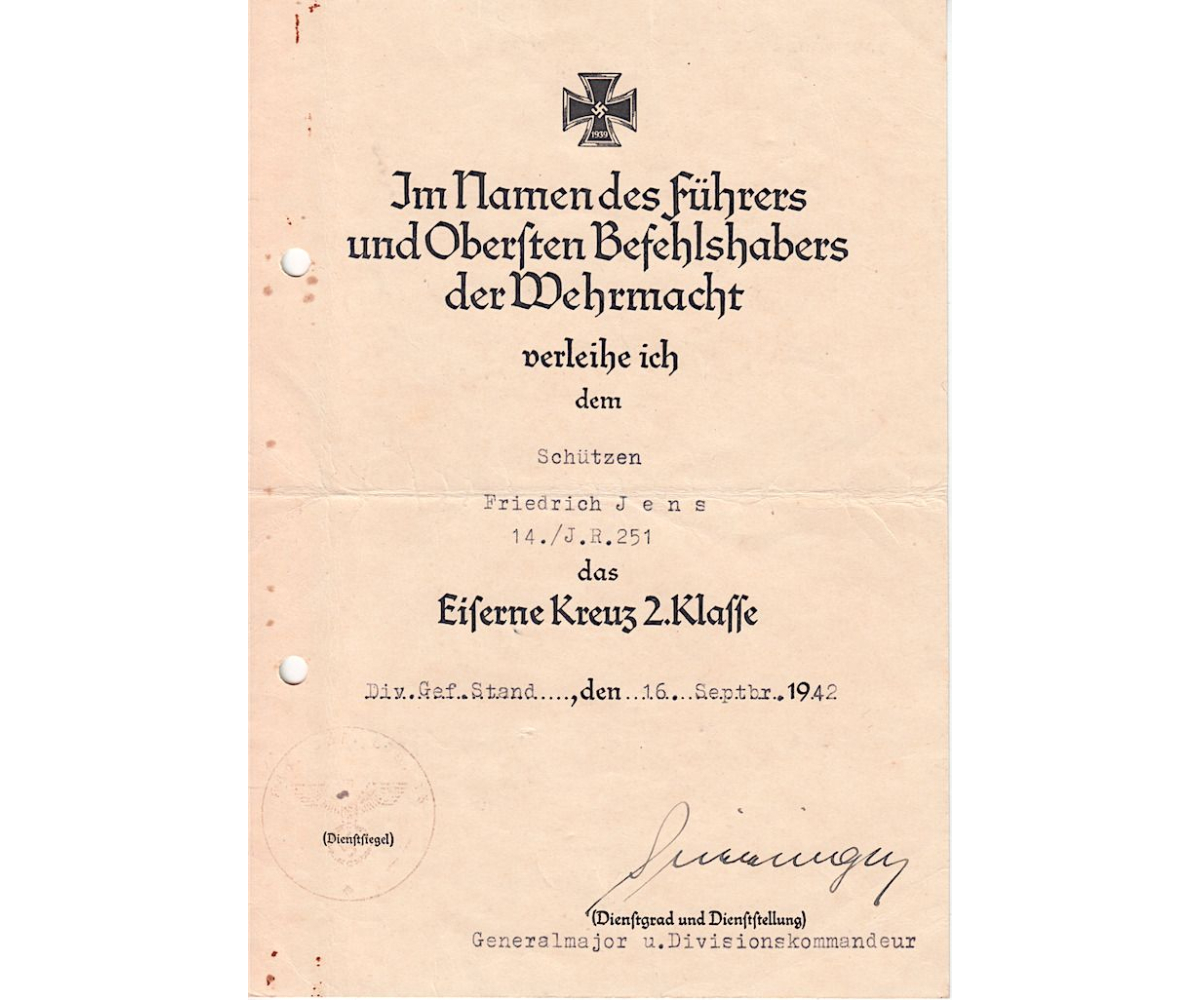 1939
Im Namen des Führers
und Oberſten Befehlshabers
der Wehrmacht
verleihe ich
dem
Schützen
Friedrich J e n s
14./J.R.251
das
Eiſerne Kreuz 2.Klaſſe
Div.Gef.Stand....,den...16...Septbr..1942
(Dienſtſiegel)
(Dienſtgrad und Dienſtſtellung)
Generalmajor u.Divisionskommandeur